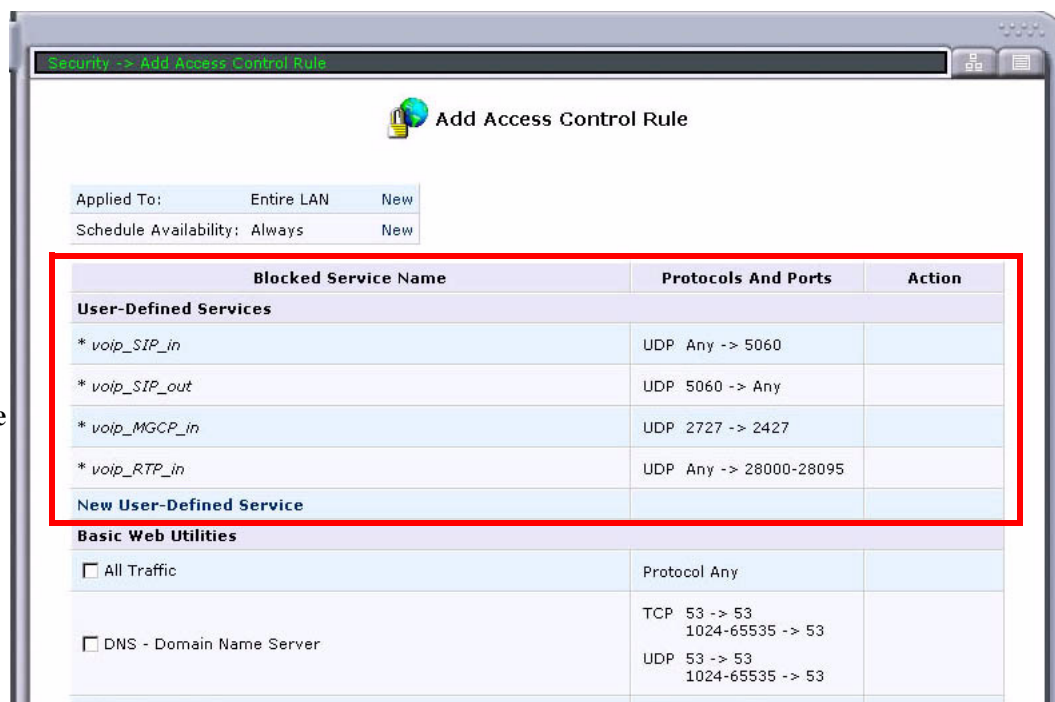 Security -> Add Access Control Rule
Add Access Control Rule
Applied To: Entire LAN New
Schedule Availability: Always New
Blocked Service Name Protocols And Ports Action
User-Defined Services
* voip_SIP_in UDP Any -> 5060
* voip_SIP_out UDP 5060 -> Any
e
* voip_MGCP_in UDP 2727 -> 2427
* voip_RTP_in UDP Any -> 28000-28095
New User-Defined Service
Basic Web Utilities
All Traffic Protocol Any
DNS - Domain Name Server
TCP 53 -> 53
1024-65535 -> 53
UDP 53 -> 53
1024-65535 -> 53